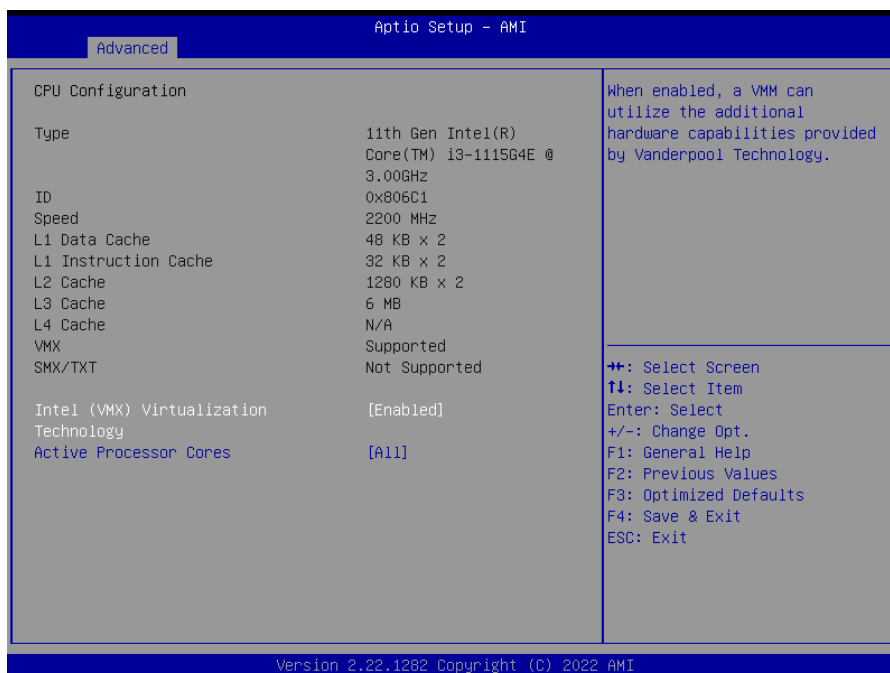 Aptio Setup – AMI
Advanced
CPU Configuration
Type 11th Gen Intel(R)
Core(TM) i3-1115G4E @
3.00GHz
ID 0x806C1
Speed 2200 MHz
L1 Data Cache 48 KB x 2
L1 Instruction Cache 32 KB x 2
L2 Cache 1280 KB x 2
L3 Cache 6 MB
L4 Cache N/A
VMX Supported
SMX/TXT Not Supported
Intel (VMX) Virtualization [Enabled]
Technology
Active Processor Cores [All]
When enabled, a VMM can
utilize the additional
hardware capabilities provided
by Vanderpool Technology.
→←: Select Screen
↑↓: Select Item
Enter: Select
+/-: Change Opt.
F1: General Help
F2: Previous Values
F3: Optimized Defaults
F4: Save & Exit
ESC: Exit
Version 2.22.1282 Copyright (C) 2022 AMI